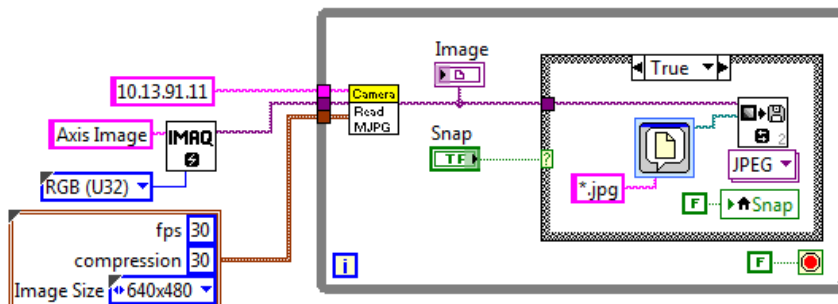 10.13.91.11
Axis Image
IMAQ
RGB (U32)
fps 30
compression 30
Image Size 640x480
Camera
Read
MJPG
Image
Snap
TF
i
True
?
*.jpg
2
JPEG
F Snap
F